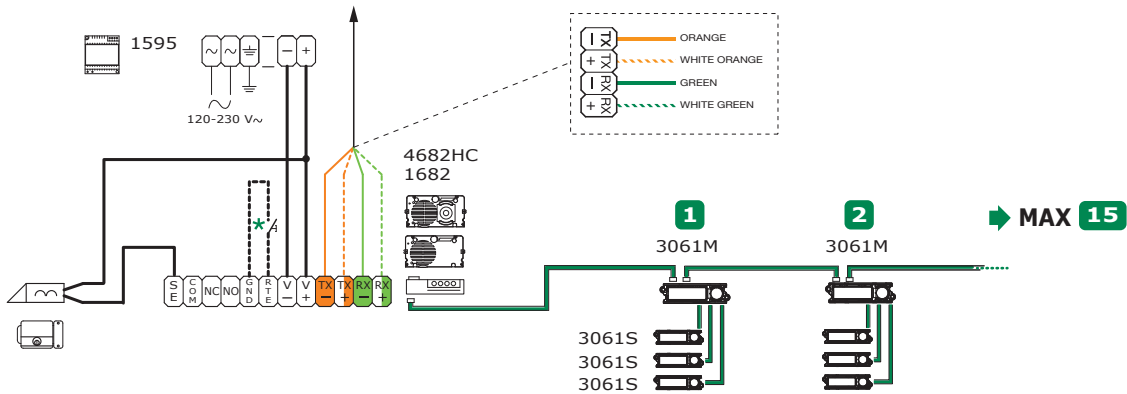 1595
~ ~ − +
120-230 V~
− TX ORANGE
+ TX WHITE ORANGE
− RX GREEN
+ RX WHITE GREEN
4682HC
1682
1
2
MAX 15
3061M
3061M
*
SE COM NC NO GND RTE V− V+ TX− TX+ RX− RX+
3061S
3061S
3061S